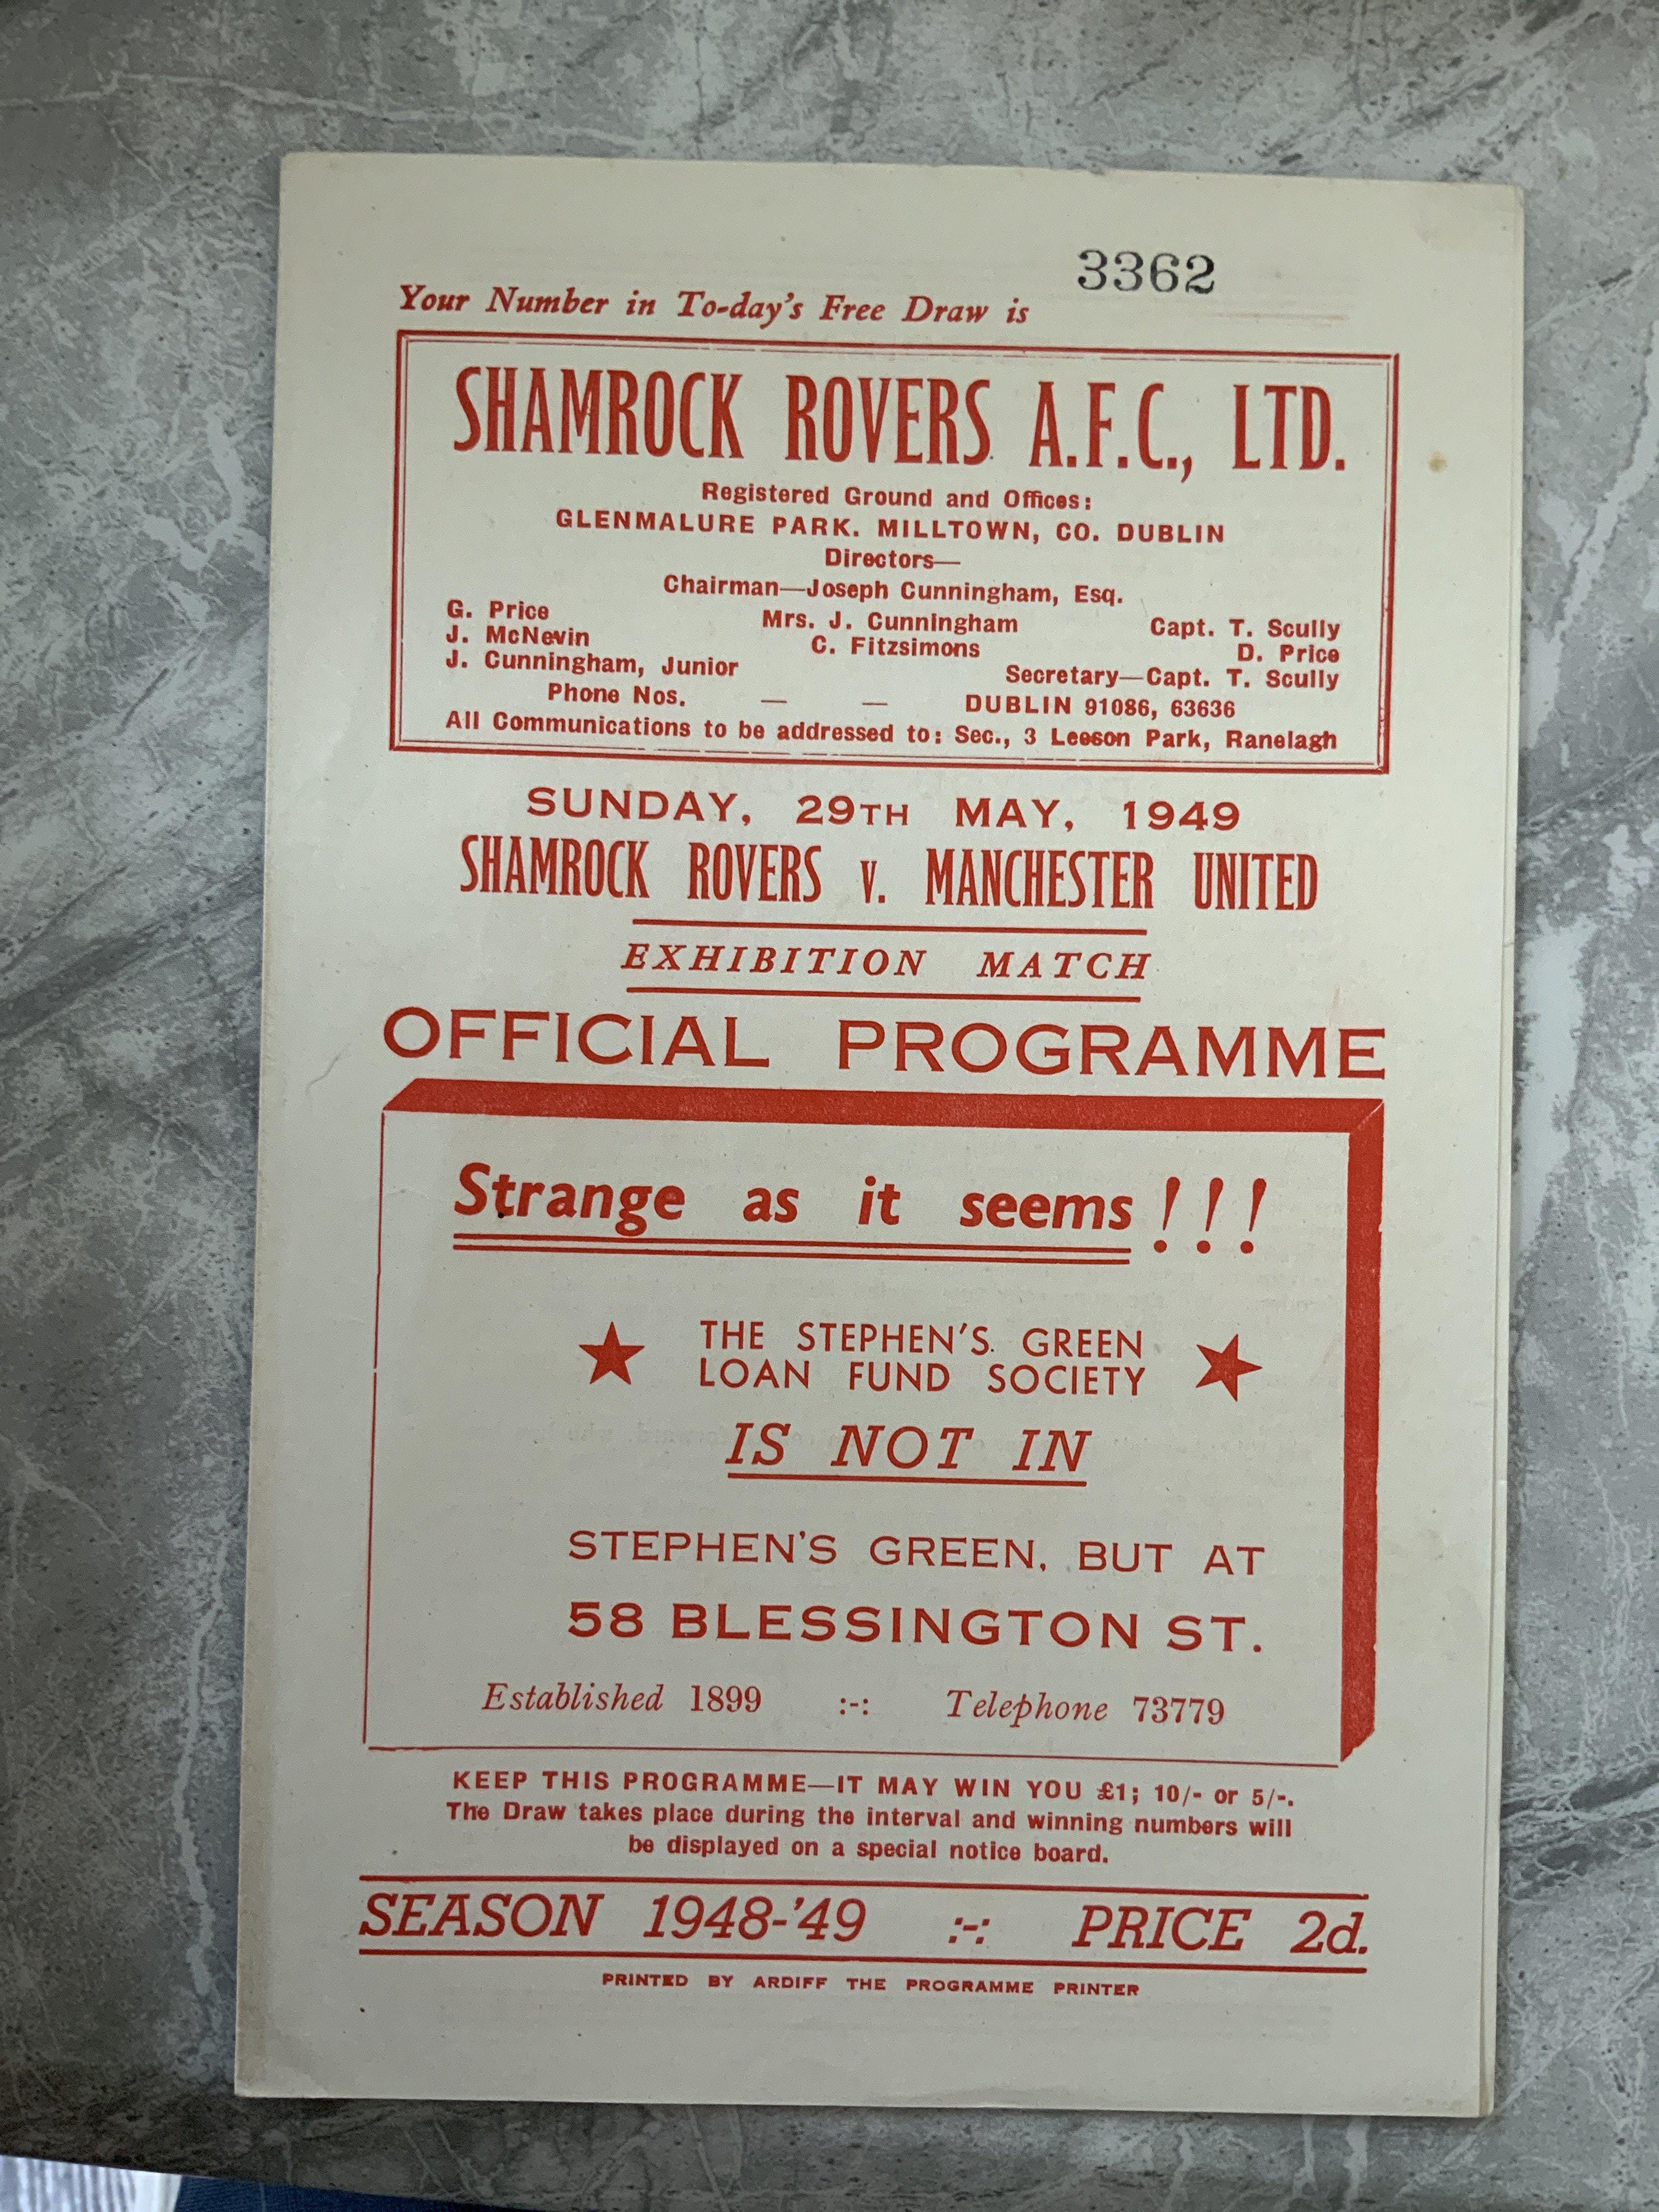 3362
Your Number in To-day's Free Draw is
SHAMROCK ROVERS A.F.C., LTD.
Registered Ground and Offices:
GLENMALURE PARK. MILLTOWN, CO. DUBLIN
Directors—
Chairman—Joseph Cunningham, Esq.
G. Price Mrs. J. Cunningham Capt. T. Scully
J. McNevin C. Fitzsimons D. Price
J. Cunningham, Junior Secretary—Capt. T. Scully
Phone Nos. — — DUBLIN 91086, 63636
All Communications to be addressed to: Sec., 3 Leeson Park, Ranelagh
SUNDAY, 29TH MAY, 1949
SHAMROCK ROVERS v. MANCHESTER UNITED
EXHIBITION MATCH
OFFICIAL PROGRAMME
Strange as it seems!!!
THE STEPHEN'S GREEN
LOAN FUND SOCIETY
IS NOT IN
STEPHEN'S GREEN, BUT AT
58 BLESSINGTON ST.
Established 1899 :-: Telephone 73779
KEEP THIS PROGRAMME—IT MAY WIN YOU £1; 10/- or 5/-.
The Draw takes place during the interval and winning numbers will
be displayed on a special notice board.
SEASON 1948-'49 :-: PRICE 2d.
PRINTED BY ARDIFF THE PROGRAMME PRINTER